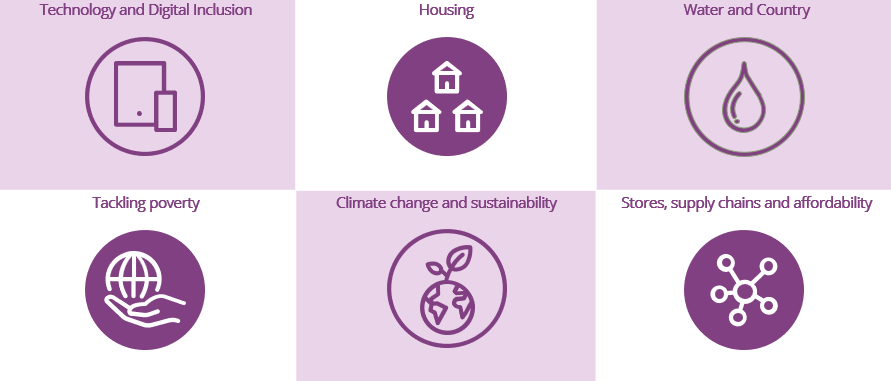 Technology and Digital Inclusion
Housing
Water and Country
Tackling poverty
Climate change and sustainability
Stores, supply chains and affordability